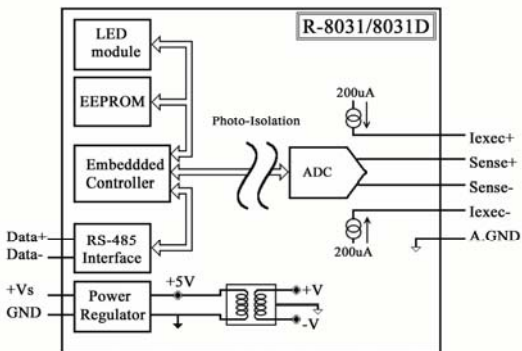 R-8031/8031D
LED
module
EEPROM
Photo-Isolation
Embeddded
Controller
ADC
200uA
Iexec+
Sense+
Sense-
Iexec-
200uA
A.GND
Data+
Data-
RS-485
Interface
+Vs
GND
Power
Regulator
+5V
+V
-V